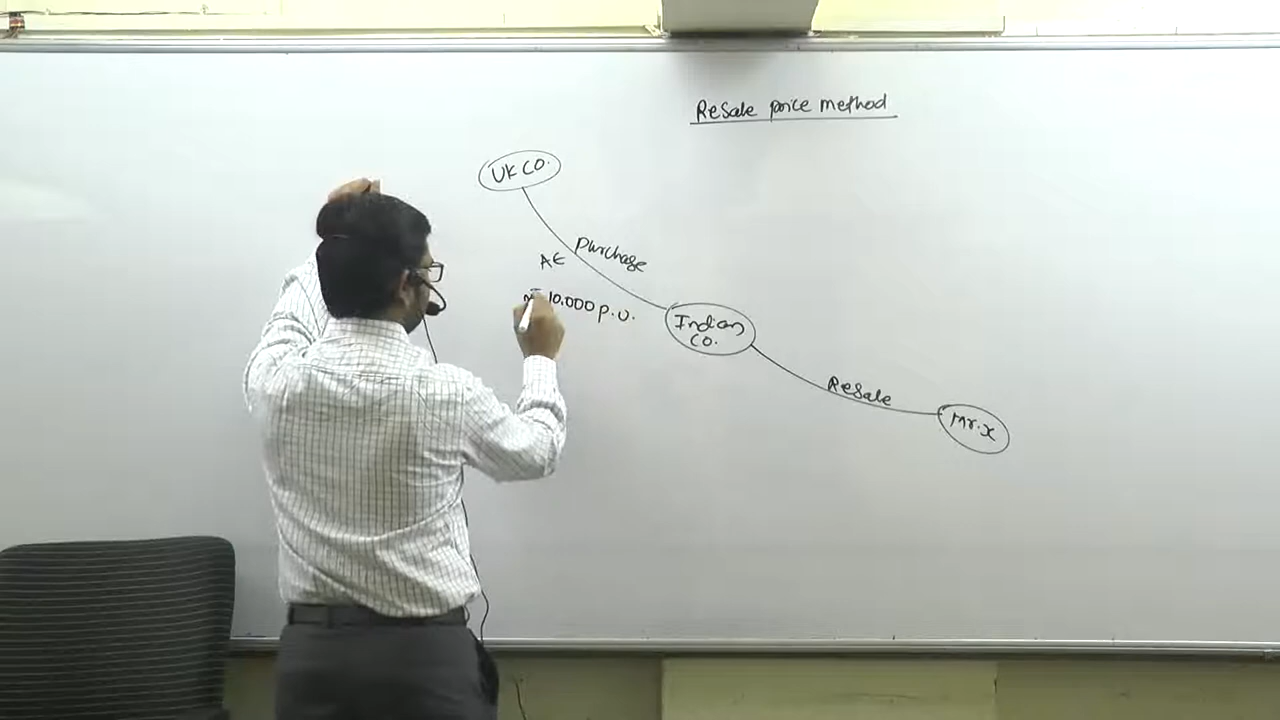 Resale price method
UK CO.
Purchase
AE
10,000 p.u.
Indian
CO.
Resale
Mr. X